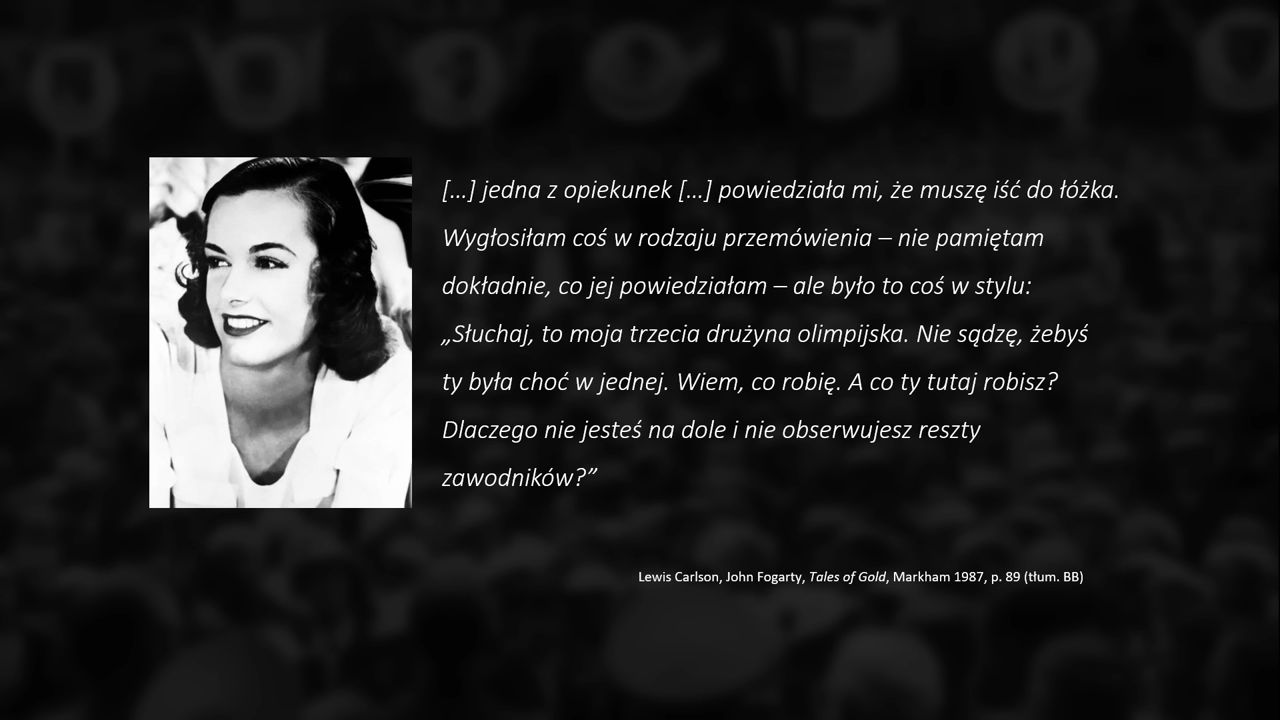 […] jedna z opiekunek […] powiedziała mi, że muszę iść do łóżka.
Wygłosiłam coś w rodzaju przemówienia – nie pamiętam
dokładnie, co jej powiedziałam – ale było to coś w stylu:
„Słuchaj, to moja trzecia drużyna olimpijska. Nie sądzę, żebyś
ty była choć w jednej. Wiem, co robię. A co ty tutaj robisz?
Dlaczego nie jesteś na dole i nie obserwujesz reszty
zawodników?”
Lewis Carlson, John Fogarty, Tales of Gold, Markham 1987, p. 89 (tłum. BB)